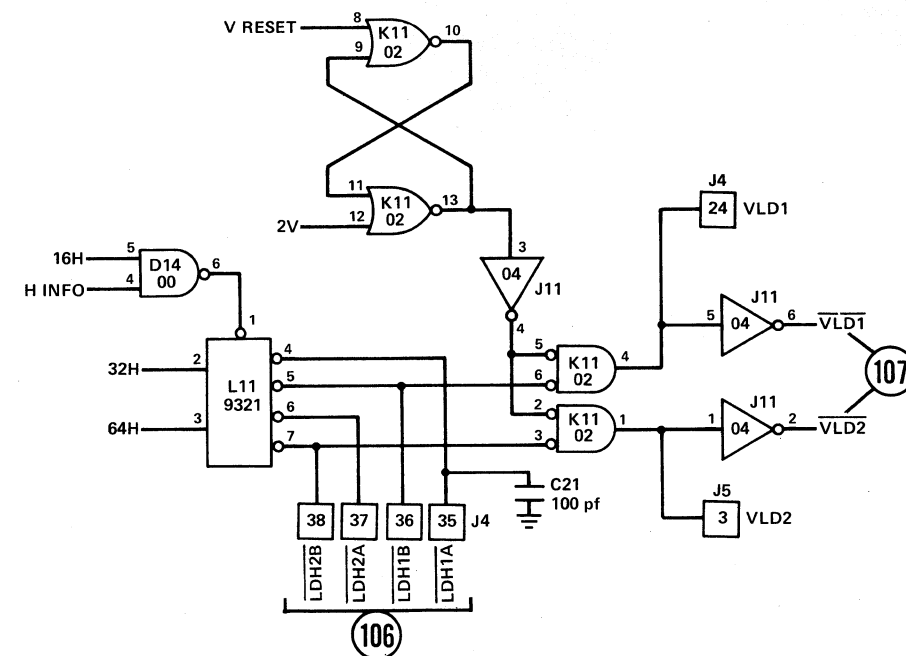 V RESET
8
9
K11
02
10
11
12
K11
02
13
2V
3
04
J11
4
J4
24
VLD1
16H
H INFO
5
4
D14
00
6
1
32H
64H
2
3
L11
9321
4
5
6
7
5
6
K11
02
4
2
3
K11
02
1
5
04
J11
6
VLD1
107
1
04
J11
2
VLD2
J5
3
VLD2
C21
100 pf
38
37
36
35
J4
LDH2B
LDH2A
LDH1B
LDH1A
106